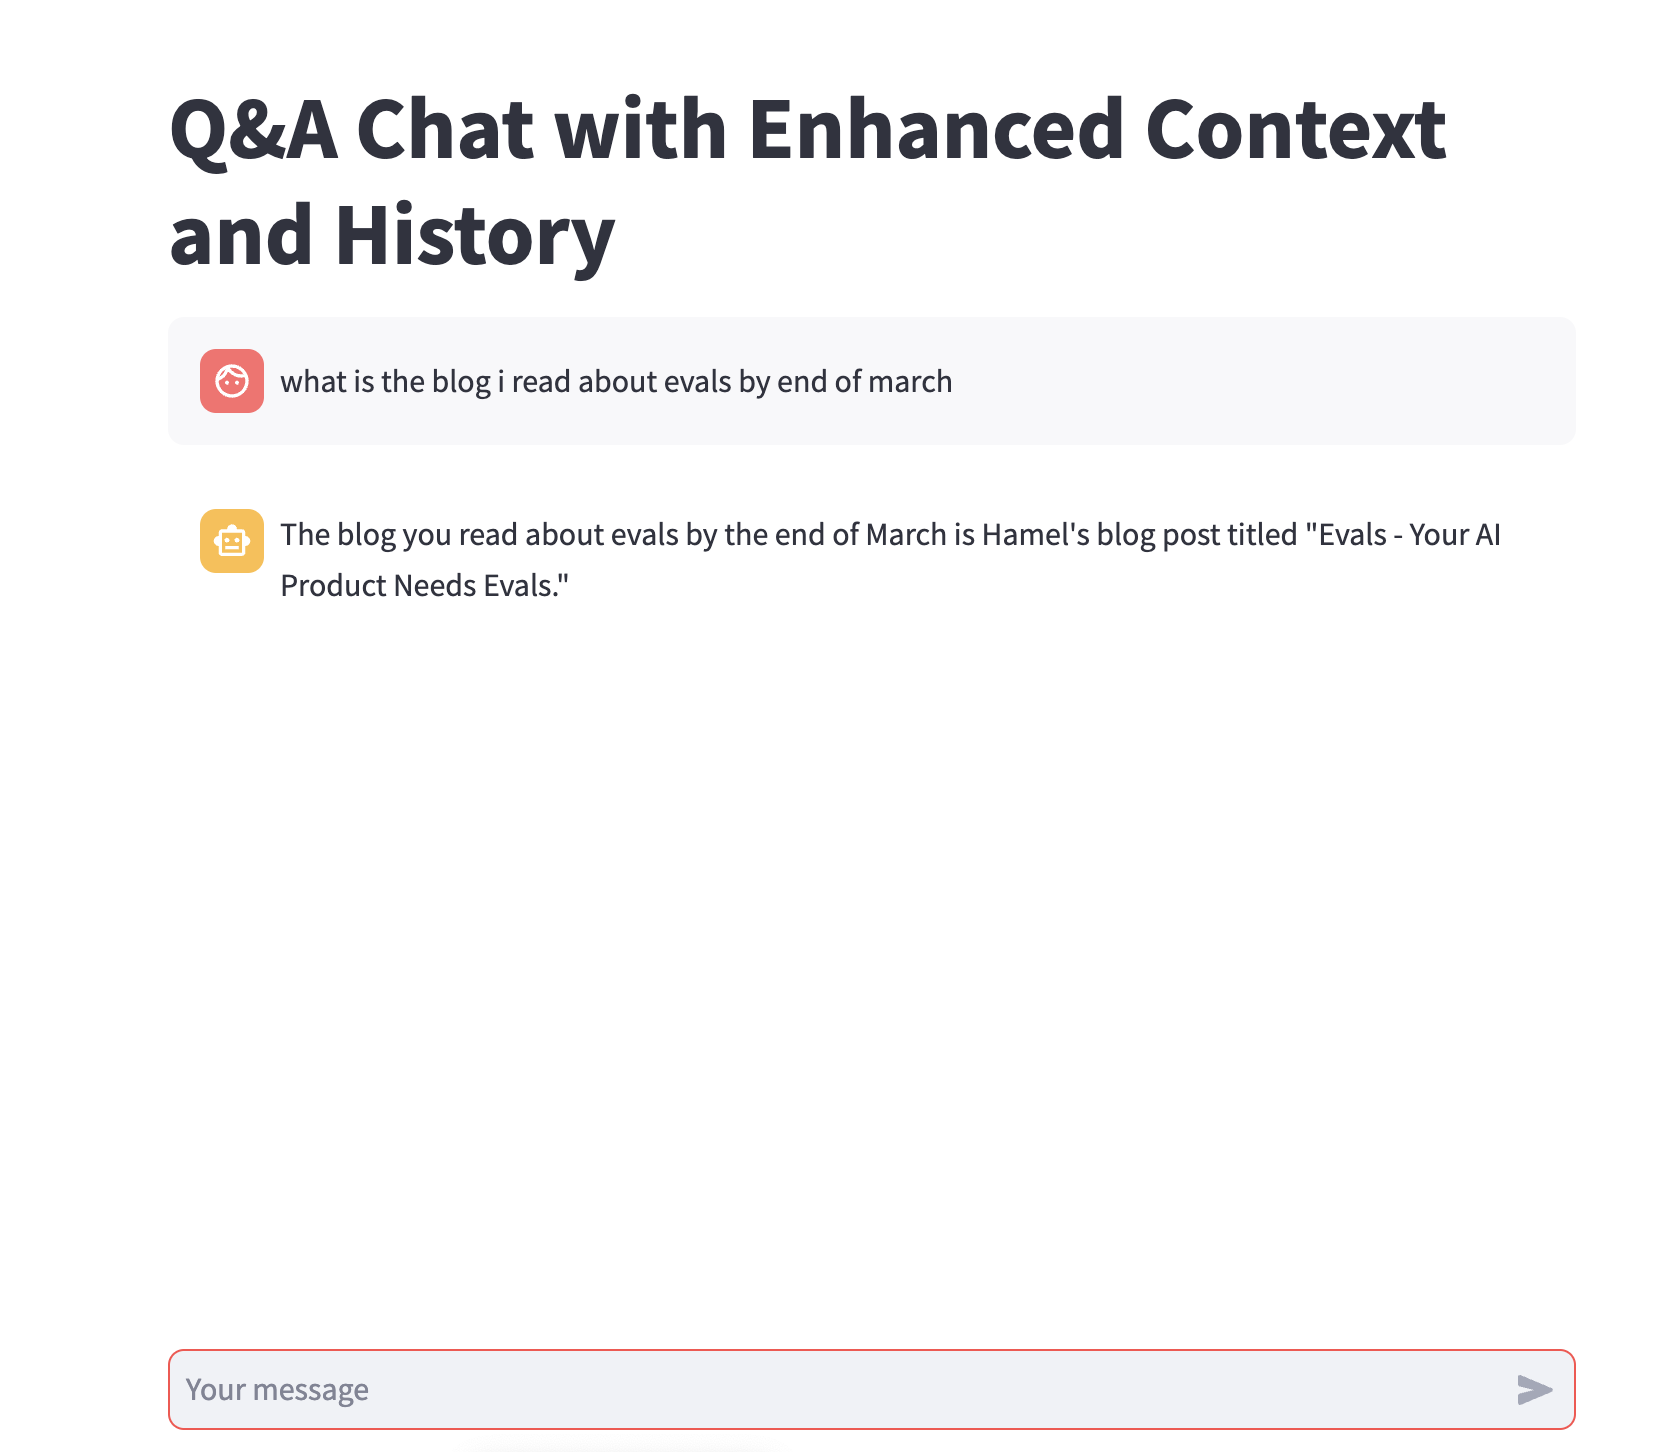 Q&A Chat with Enhanced Context
and History
what is the blog i read about evals by end of march
The blog you read about evals by the end of March is Hamel's blog post titled "Evals - Your AI
Product Needs Evals."
Your message